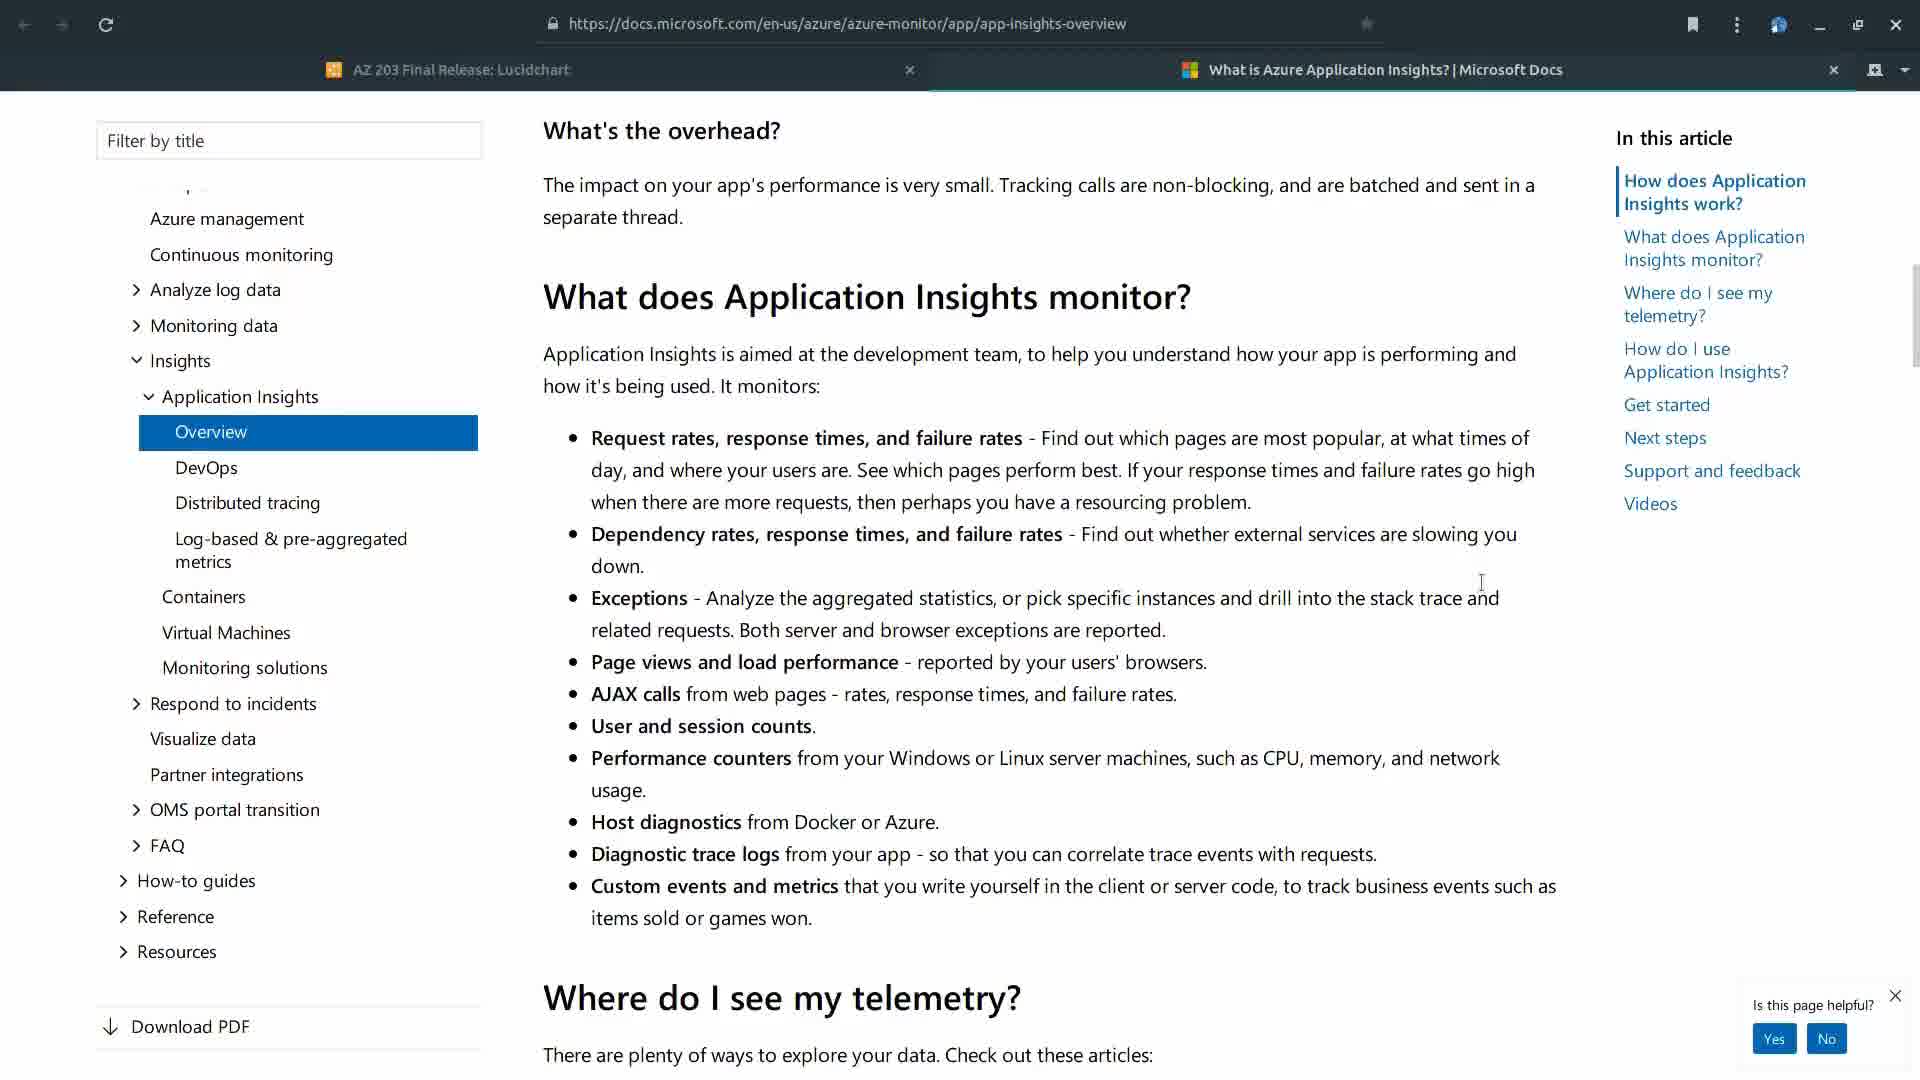 https://docs.microsoft.com/en-us/azure/azure-monitor/app/app-insights-overview
AZ 203 Final Release: Lucidchart
What is Azure Application Insights? | Microsoft Docs
Filter by title
Azure management
Continuous monitoring
Analyze log data
Monitoring data
Insights
Application Insights
Overview
DevOps
Distributed tracing
Log-based & pre-aggregated
metrics
Containers
Virtual Machines
Monitoring solutions
Respond to incidents
Visualize data
Partner integrations
OMS portal transition
FAQ
How-to guides
Reference
Resources
Download PDF
What's the overhead?
The impact on your app's performance is very small. Tracking calls are non-blocking, and are batched and sent in a
separate thread.
What does Application Insights monitor?
Application Insights is aimed at the development team, to help you understand how your app is performing and
how it's being used. It monitors:
Request rates, response times, and failure rates - Find out which pages are most popular, at what times of
day, and where your users are. See which pages perform best. If your response times and failure rates go high
when there are more requests, then perhaps you have a resourcing problem.
Dependency rates, response times, and failure rates - Find out whether external services are slowing you
down.
Exceptions - Analyze the aggregated statistics, or pick specific instances and drill into the stack trace and
related requests. Both server and browser exceptions are reported.
Page views and load performance - reported by your users' browsers.
AJAX calls from web pages - rates, response times, and failure rates.
User and session counts.
Performance counters from your Windows or Linux server machines, such as CPU, memory, and network
usage.
Host diagnostics from Docker or Azure.
Diagnostic trace logs from your app - so that you can correlate trace events with requests.
Custom events and metrics that you write yourself in the client or server code, to track business events such as
items sold or games won.
Where do I see my telemetry?
There are plenty of ways to explore your data. Check out these articles:
In this article
How does Application
Insights work?
What does Application
Insights monitor?
Where do I see my
telemetry?
How do I use
Application Insights?
Get started
Next steps
Support and feedback
Videos
Is this page helpful?
Yes
No